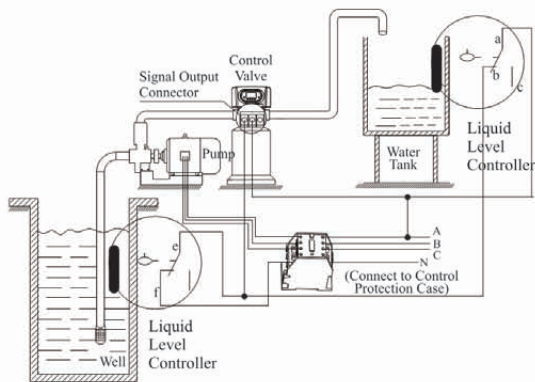 Signal Output
Connector
Control
Valve
a
b
c
Pump
Liquid
Level
Controller
Water
Tank
A
B
C
N
(Connect to Control
Protection Case)
e
f
Liquid
Level
Controller
Well